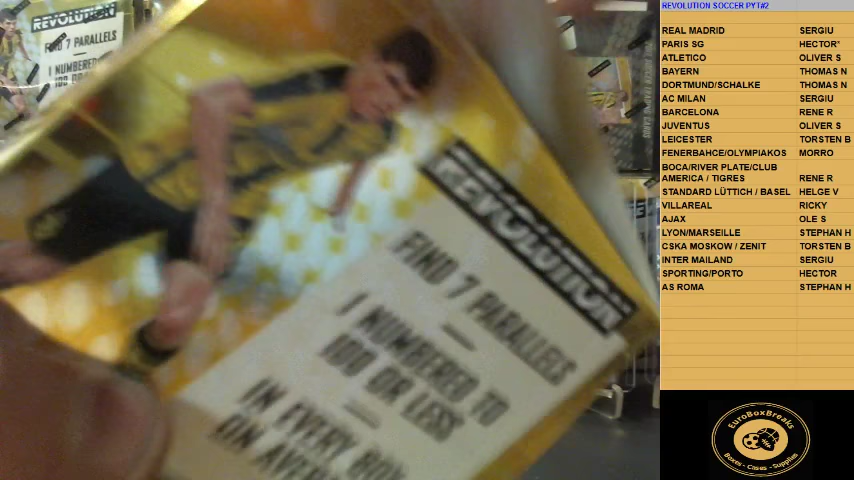 REVOLUTION
FIND 7 PARALLELS
1 NUMBERED
REVOLUTION
FIND 7 PARALLELS
1 NUMBERED TO
100 OR LESS
IN EVERY BOX
ON AVER
REVOLUTION SOCCER PYT#2
REAL MADRID SERGIU
PARIS SG HECTOR*
ATLETICO OLIVER S
BAYERN THOMAS N
DORTMUND/SCHALKE THOMAS N
AC MILAN SERGIU
BARCELONA RENE R
JUVENTUS OLIVER S
LEICESTER TORSTEN B
FENERBAHCE/OLYMPIAKOS MORRO
BOCA/RIVER PLATE/CLUB
AMERICA / TIGRES RENE R
STANDARD LÜTTICH / BASEL HELGE V
VILLAREAL RICKY
AJAX OLE S
LYON/MARSEILLE STEPHAN H
CSKA MOSKOW / ZENIT TORSTEN B
INTER MAILAND SERGIU
SPORTING/PORTO HECTOR
AS ROMA STEPHAN H
EuroBoxBreaks
Boxes - Cases - Supplies